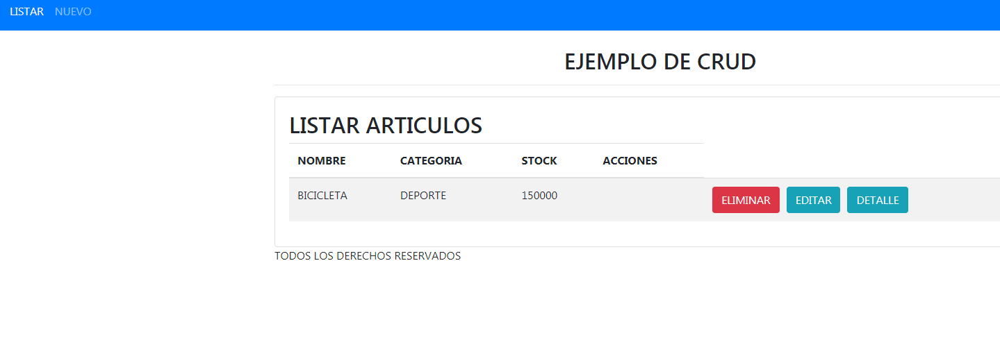 LISTAR NUEVO
EJEMPLO DE CRUD
LISTAR ARTICULOS
NOMBRE CATEGORIA STOCK ACCIONES
BICICLETA DEPORTE 150000 ELIMINAR EDITAR DETALLE
TODOS LOS DERECHOS RESERVADOS